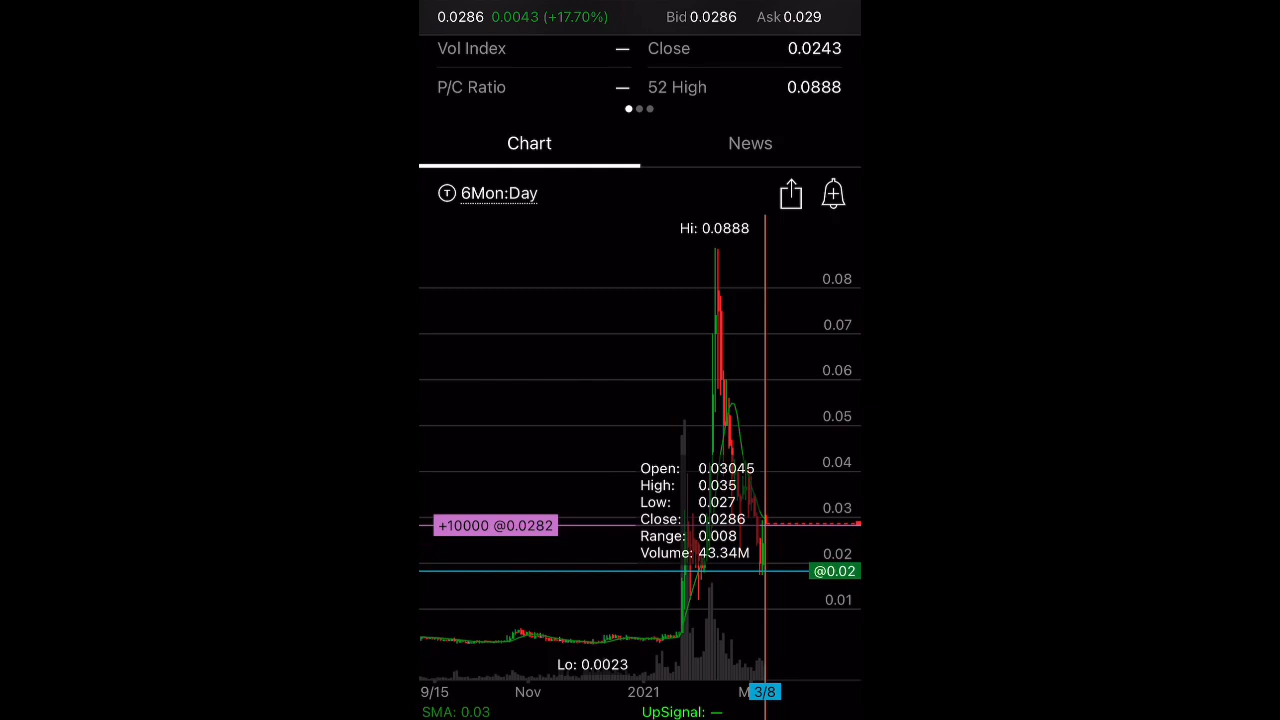 0.0286 0.0043 (+17.70%) Bid 0.0286 Ask 0.029
Vol Index — Close 0.0243
P/C Ratio — 52 High 0.0888
Chart News
T 6Mon:Day
Hi: 0.0888
0.08
0.07
0.06
0.05
0.04
Open: 0.03045
High: 0.035
Low: 0.027
0.03
Close: 0.0286
+10000 @0.0282
Range: 0.008
Volume: 43.34M
0.02
@0.02
0.01
Lo: 0.0023
9/15 Nov 2021 M 3/8
SMA: 0.03 UpSignal: —